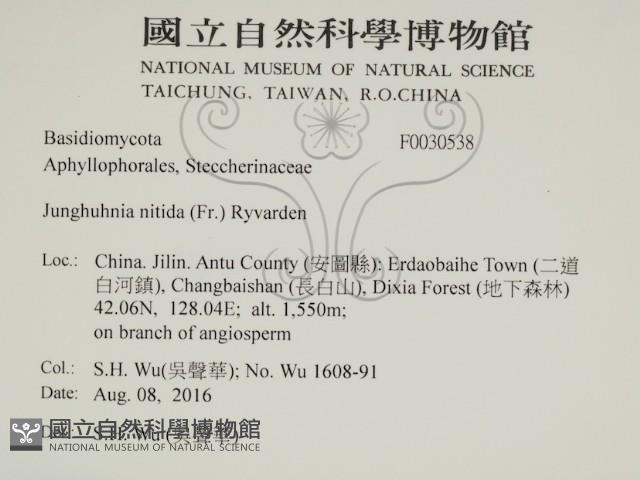 國立自然科學博物館
NATIONAL MUSEUM OF NATURAL SCIENCE
TAICHUNG, TAIWAN, R.O.CHINA
Basidiomycota F0030538
Aphyllophorales, Steccherinaceae
Junghuhnia nitida (Fr.) Ryvarden
Loc.: China. Jilin. Antu County (安圖縣): Erdaobaihe Town (二道
白河鎮), Changbaishan (長白山), Dixia Forest (地下森林)
42.06N, 128.04E; alt. 1,550m;
on branch of angiosperm
Col.: S.H. Wu(吳聲華); No. Wu 1608-91
Date: Aug. 08, 2016
S.H. Wu (吳聲華)
國立自然科學博物館
NATIONAL MUSEUM OF NATURAL SCIENCE